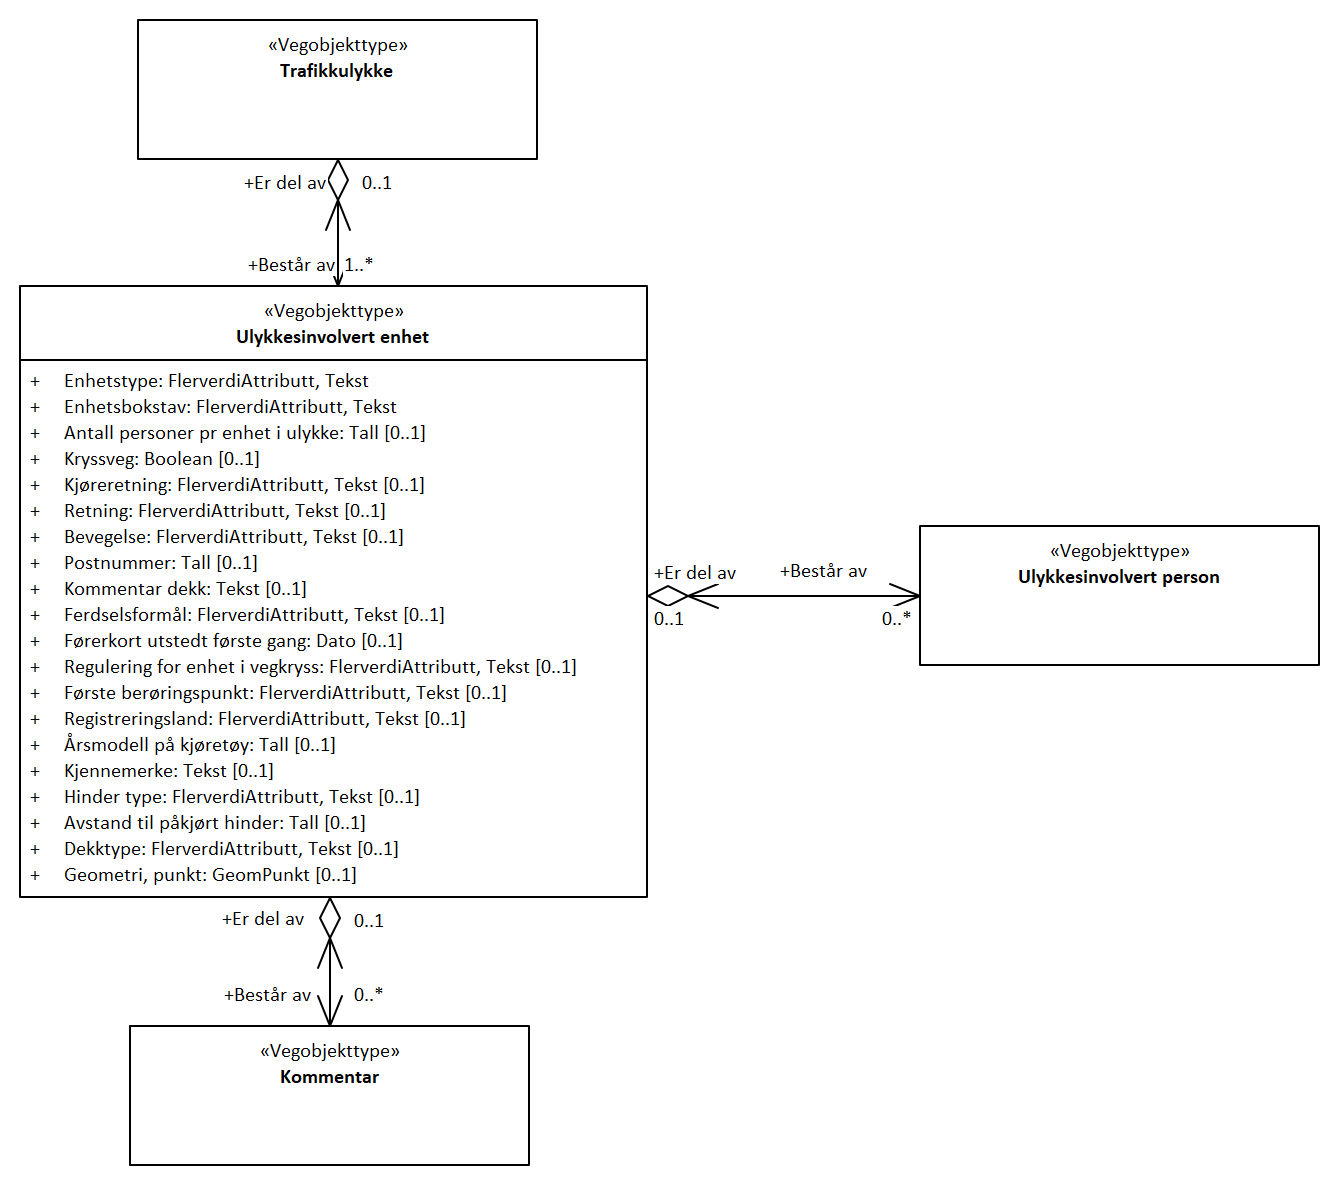 «Vegobjekttype»
Trafikkulykke
+Er del av 0..1
+Består av 1..*
«Vegobjekttype»
Ulykkesinvolvert enhet
+ Enhetstype: FlerverdiAttributt, Tekst
+ Enhetsbokstav: FlerverdiAttributt, Tekst
+ Antall personer pr enhet i ulykke: Tall [0..1]
+ Kryssveg: Boolean [0..1]
+ Kjøreretning: FlerverdiAttributt, Tekst [0..1]
+ Retning: FlerverdiAttributt, Tekst [0..1]
+ Bevegelse: FlerverdiAttributt, Tekst [0..1]
+ Postnummer: Tall [0..1]
+ Kommentar dekk: Tekst [0..1]
+ Ferdselsformål: FlerverdiAttributt, Tekst [0..1]
+ Førerkort utstedt første gang: Dato [0..1]
+ Regulering for enhet i vegkryss: FlerverdiAttributt, Tekst [0..1]
+ Første berøringspunkt: FlerverdiAttributt, Tekst [0..1]
+ Registreringsland: FlerverdiAttributt, Tekst [0..1]
+ Årsmodell på kjøretøy: Tall [0..1]
+ Kjennemerke: Tekst [0..1]
+ Hinder type: FlerverdiAttributt, Tekst [0..1]
+ Avstand til påkjørt hinder: Tall [0..1]
+ Dekktype: FlerverdiAttributt, Tekst [0..1]
+ Geometri, punkt: GeomPunkt [0..1]
+Er del av +Består av
0..1 0..*
«Vegobjekttype»
Ulykkesinvolvert person
+Er del av 0..1
+Består av 0..*
«Vegobjekttype»
Kommentar